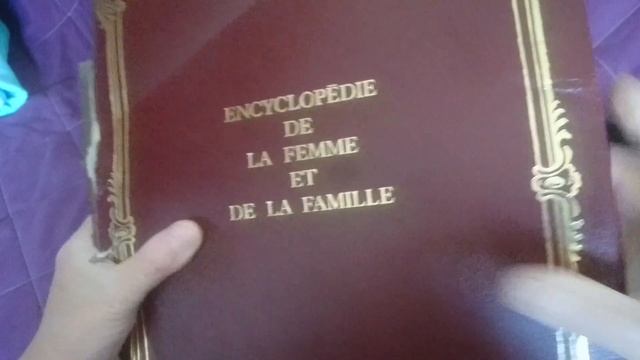 ENCYCLOPÉDIE
DE
LA FEMME
ET
DE LA FAMILLE